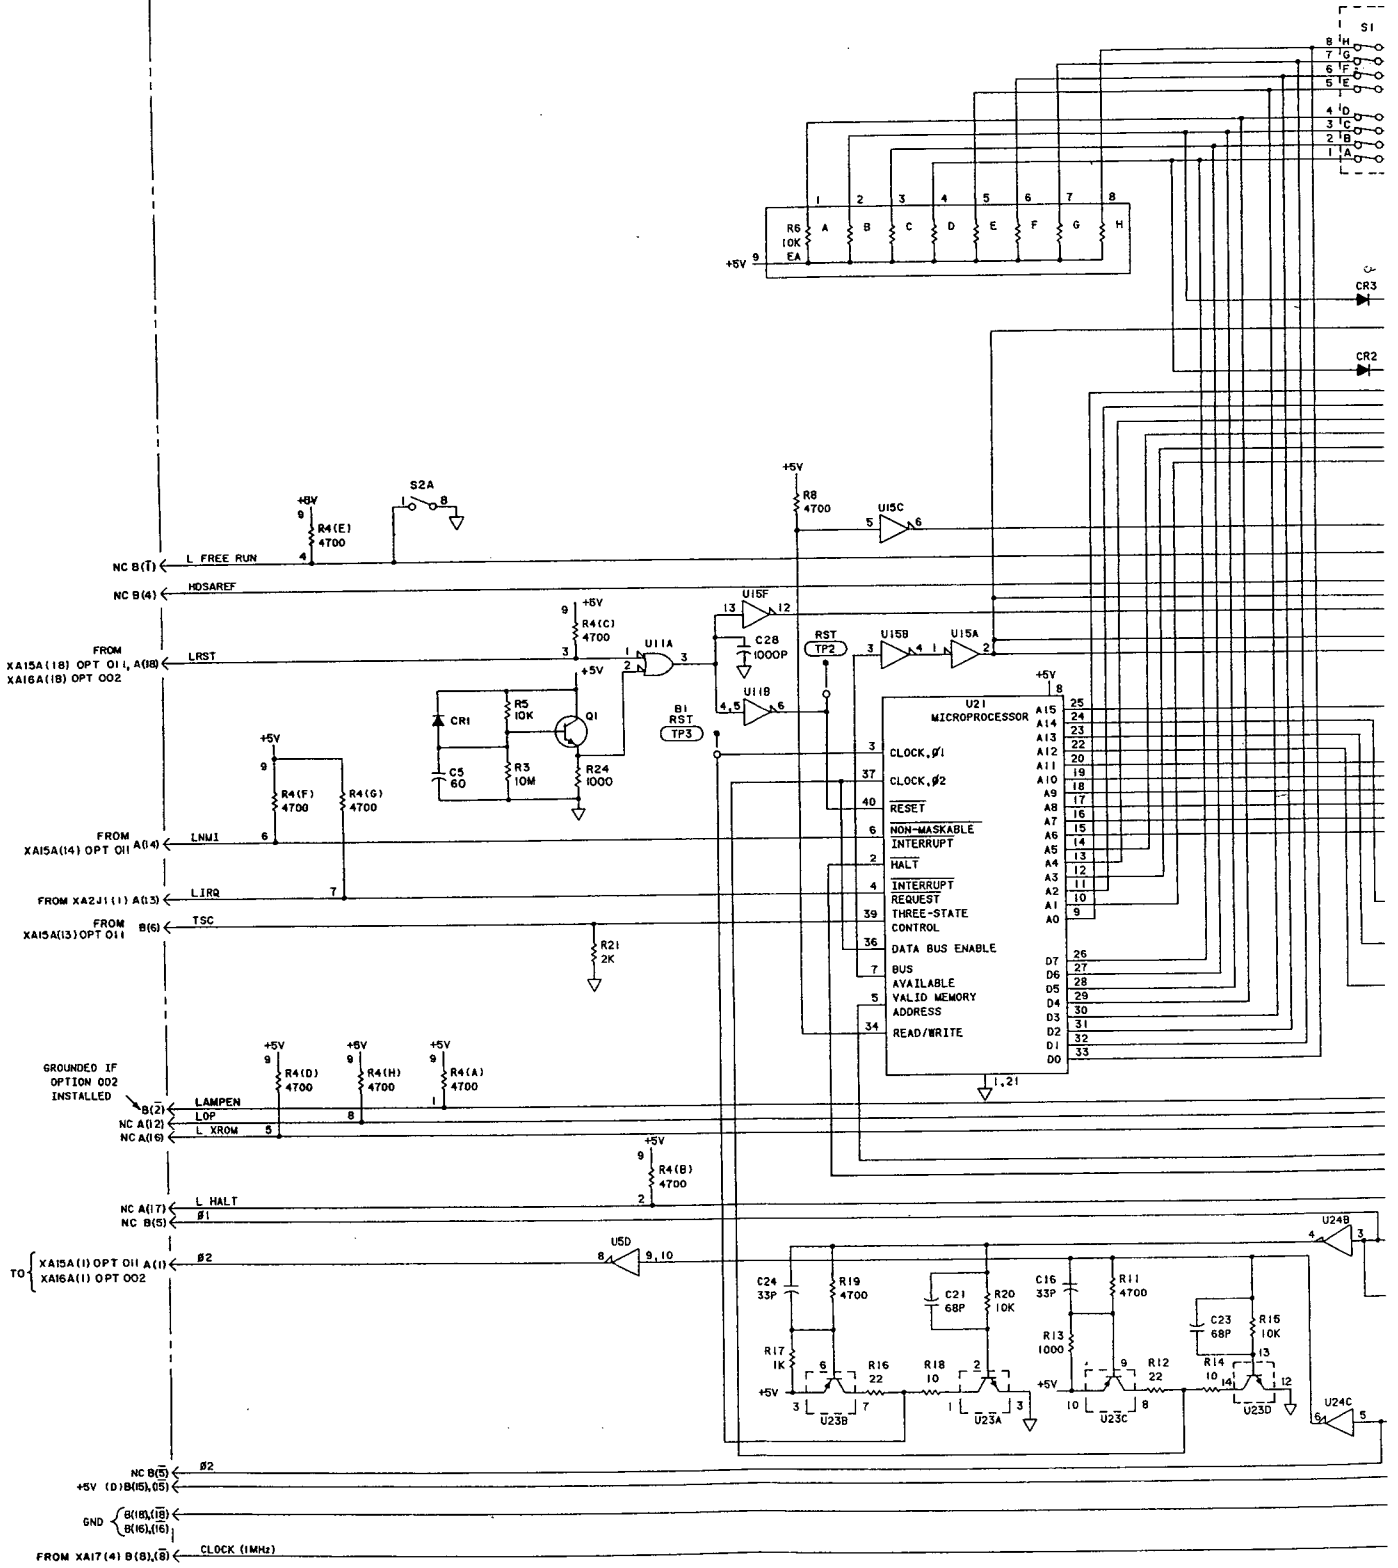 S1
8 H
7 G
6 F
5 E
4 D
3 C
2 B
1 A
1 2 3 4 5 6 7 8
R6 A B C D E F G H
10K
EA
+5V 9
CR3
CR2
+5V
R8
4700
5 U15C 6
S2A
1 8
9
R4(E)
4700
4
NC B(1̅) L FREE RUN
NC B(4) HDSAREF
9 +5V
R4(C)
4700
3
FROM
XA15A(18) OPT 011, A(18) LRST
XA16A(18) OPT 002
1 U11A
2 3
+5V
U15F
13 12
C28
1000P
U11B
4,5 6
RST
TP2
B1
RST
TP3
U15B U15A
3 4 1 2
CR1
R5
10K
Q1
C5
60
R3
10M
R24
1000
+5V
9
R4(F)
4700
R4(G)
4700
6
FROM
XA15A(14) OPT 011 A(14) LNMI
7
FROM XA2J1(1) A(13) LIRQ
FROM B(6) TSC
XA15A(13) OPT 011
R21
2K
+5V
8
U21
MICROPROCESSOR
3 CLOCK,Ø1
37 CLOCK,Ø2
40 RESET
6 NON-MASKABLE
INTERRUPT
2 HALT
4 INTERRUPT
REQUEST
39 THREE-STATE
CONTROL
36 DATA BUS ENABLE
7 BUS
AVAILABLE
5 VALID MEMORY
ADDRESS
34 READ/WRITE
A15 25
A14 24
A13 23
A12 22
A11 20
A10 19
A9 18
A8 17
A7 16
A6 15
A5 14
A4 13
A3 12
A2 11
A1 10
A0 9
D7 26
D6 27
D5 28
D4 29
D3 30
D2 31
D1 32
D0 33
1,21
+5V +5V +5V
9 9 9
R4(D) R4(H) R4(A)
4700 4700 4700
GROUNDED IF
OPTION 002
INSTALLED
B(2̅) LAMPEN 1
NC A(12) LOP 8
NC A(16) L XROM 5
+5V
9
R4(B)
4700
2
NC A(17) L HALT
NC B(5) Ø1
TO { XA15A(1) OPT 011 A(1) Ø2
XA16A(1) OPT 002
U5D
8 9,10
U24B
4 3
C24
33P
R19
4700
C21
68P
R20
10K
C16
33P
R11
4700
C23
68P
R15
10K
R17
1K
6
R16
22
R18
10
2
R13
1000
9
R12
22
R14
10
13
+5V
3 U23B 7
1 U23A 3
+5V
10 U23C 8
14 U23D 12
U24C
6 5
NC B(5̅) Ø2
+5V (D)B(15),(1̅5̅)
GND { B(18),(1̅8̅)
B(16),(1̅6̅)
FROM XA17(4) B(8),(8̅) CLOCK (1MHz)